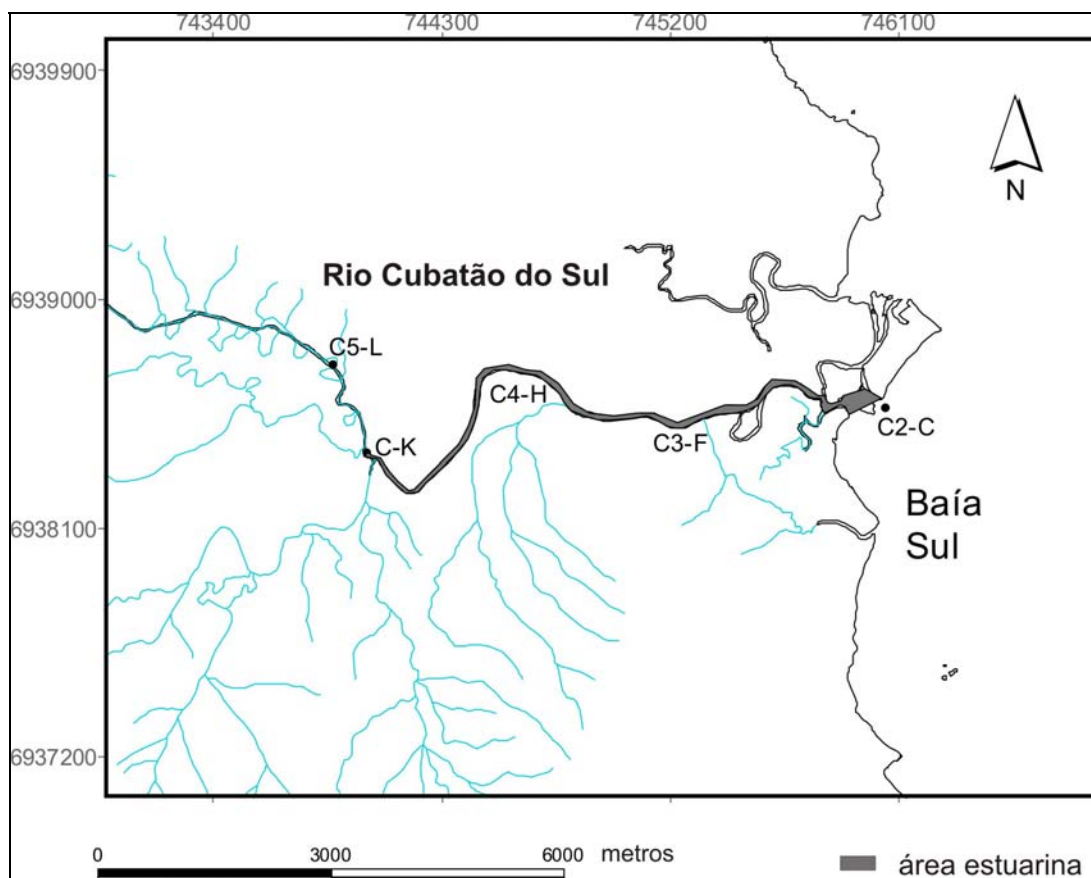 743400 744300 745200 746100
6939900
N
Rio Cubatão do Sul
6939000
C5-L
C4-H
C2-C
C3-F
C-K
Baía
Sul
6938100
6937200
0 3000 6000 metros
área estuarina